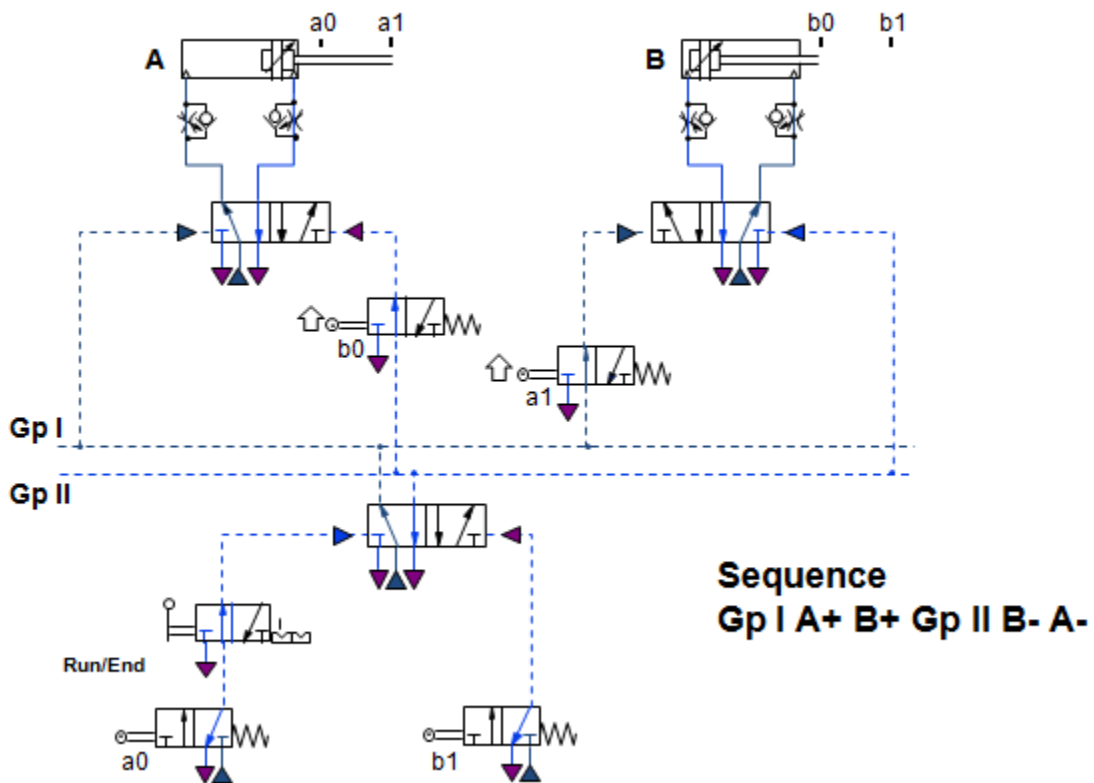 a0 a1 b0 b1
A B
b0
a1
Gp I
Gp II
Sequence
Gp I A+ B+ Gp II B- A-
Run/End
a0 b1